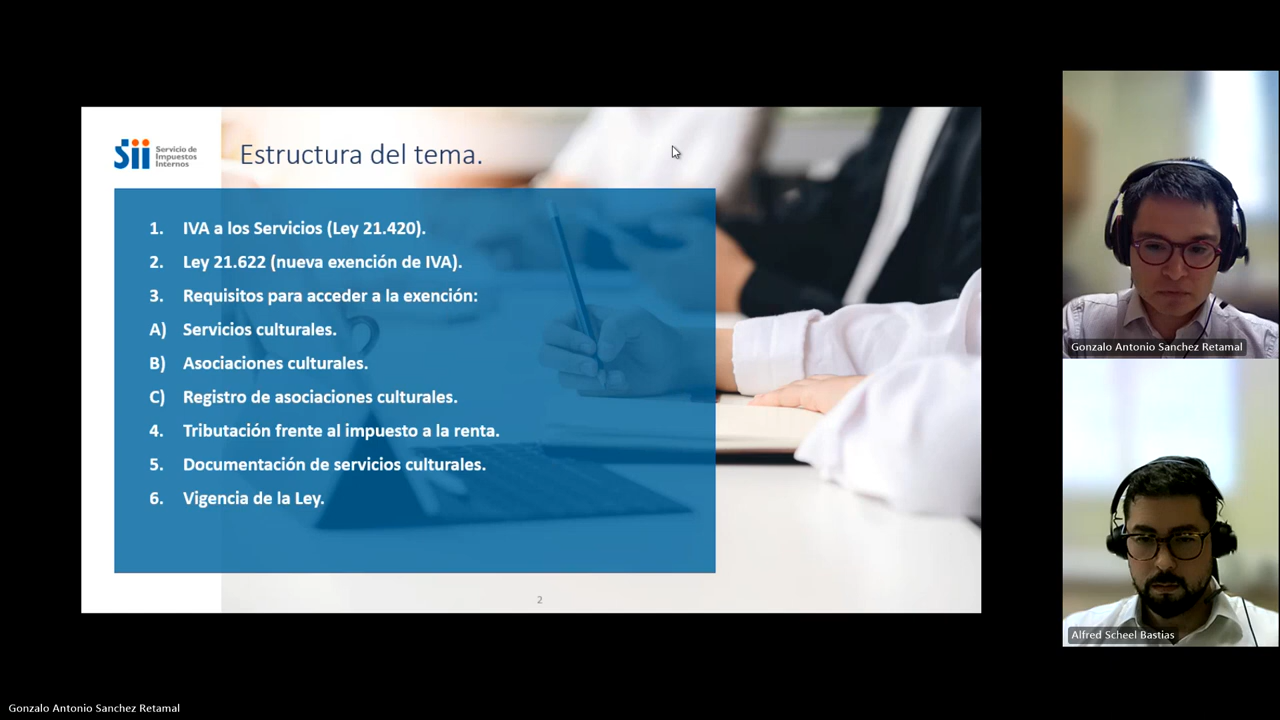 sii Servicio de
Impuestos
Internos
Estructura del tema.
1. IVA a los Servicios (Ley 21.420).
2. Ley 21.622 (nueva exención de IVA).
3. Requisitos para acceder a la exención:
A) Servicios culturales.
B) Asociaciones culturales.
C) Registro de asociaciones culturales.
4. Tributación frente al impuesto a la renta.
5. Documentación de servicios culturales.
6. Vigencia de la Ley.
2
Gonzalo Antonio Sanchez Retamal
Alfred Scheel Bastias
Gonzalo Antonio Sanchez Retamal